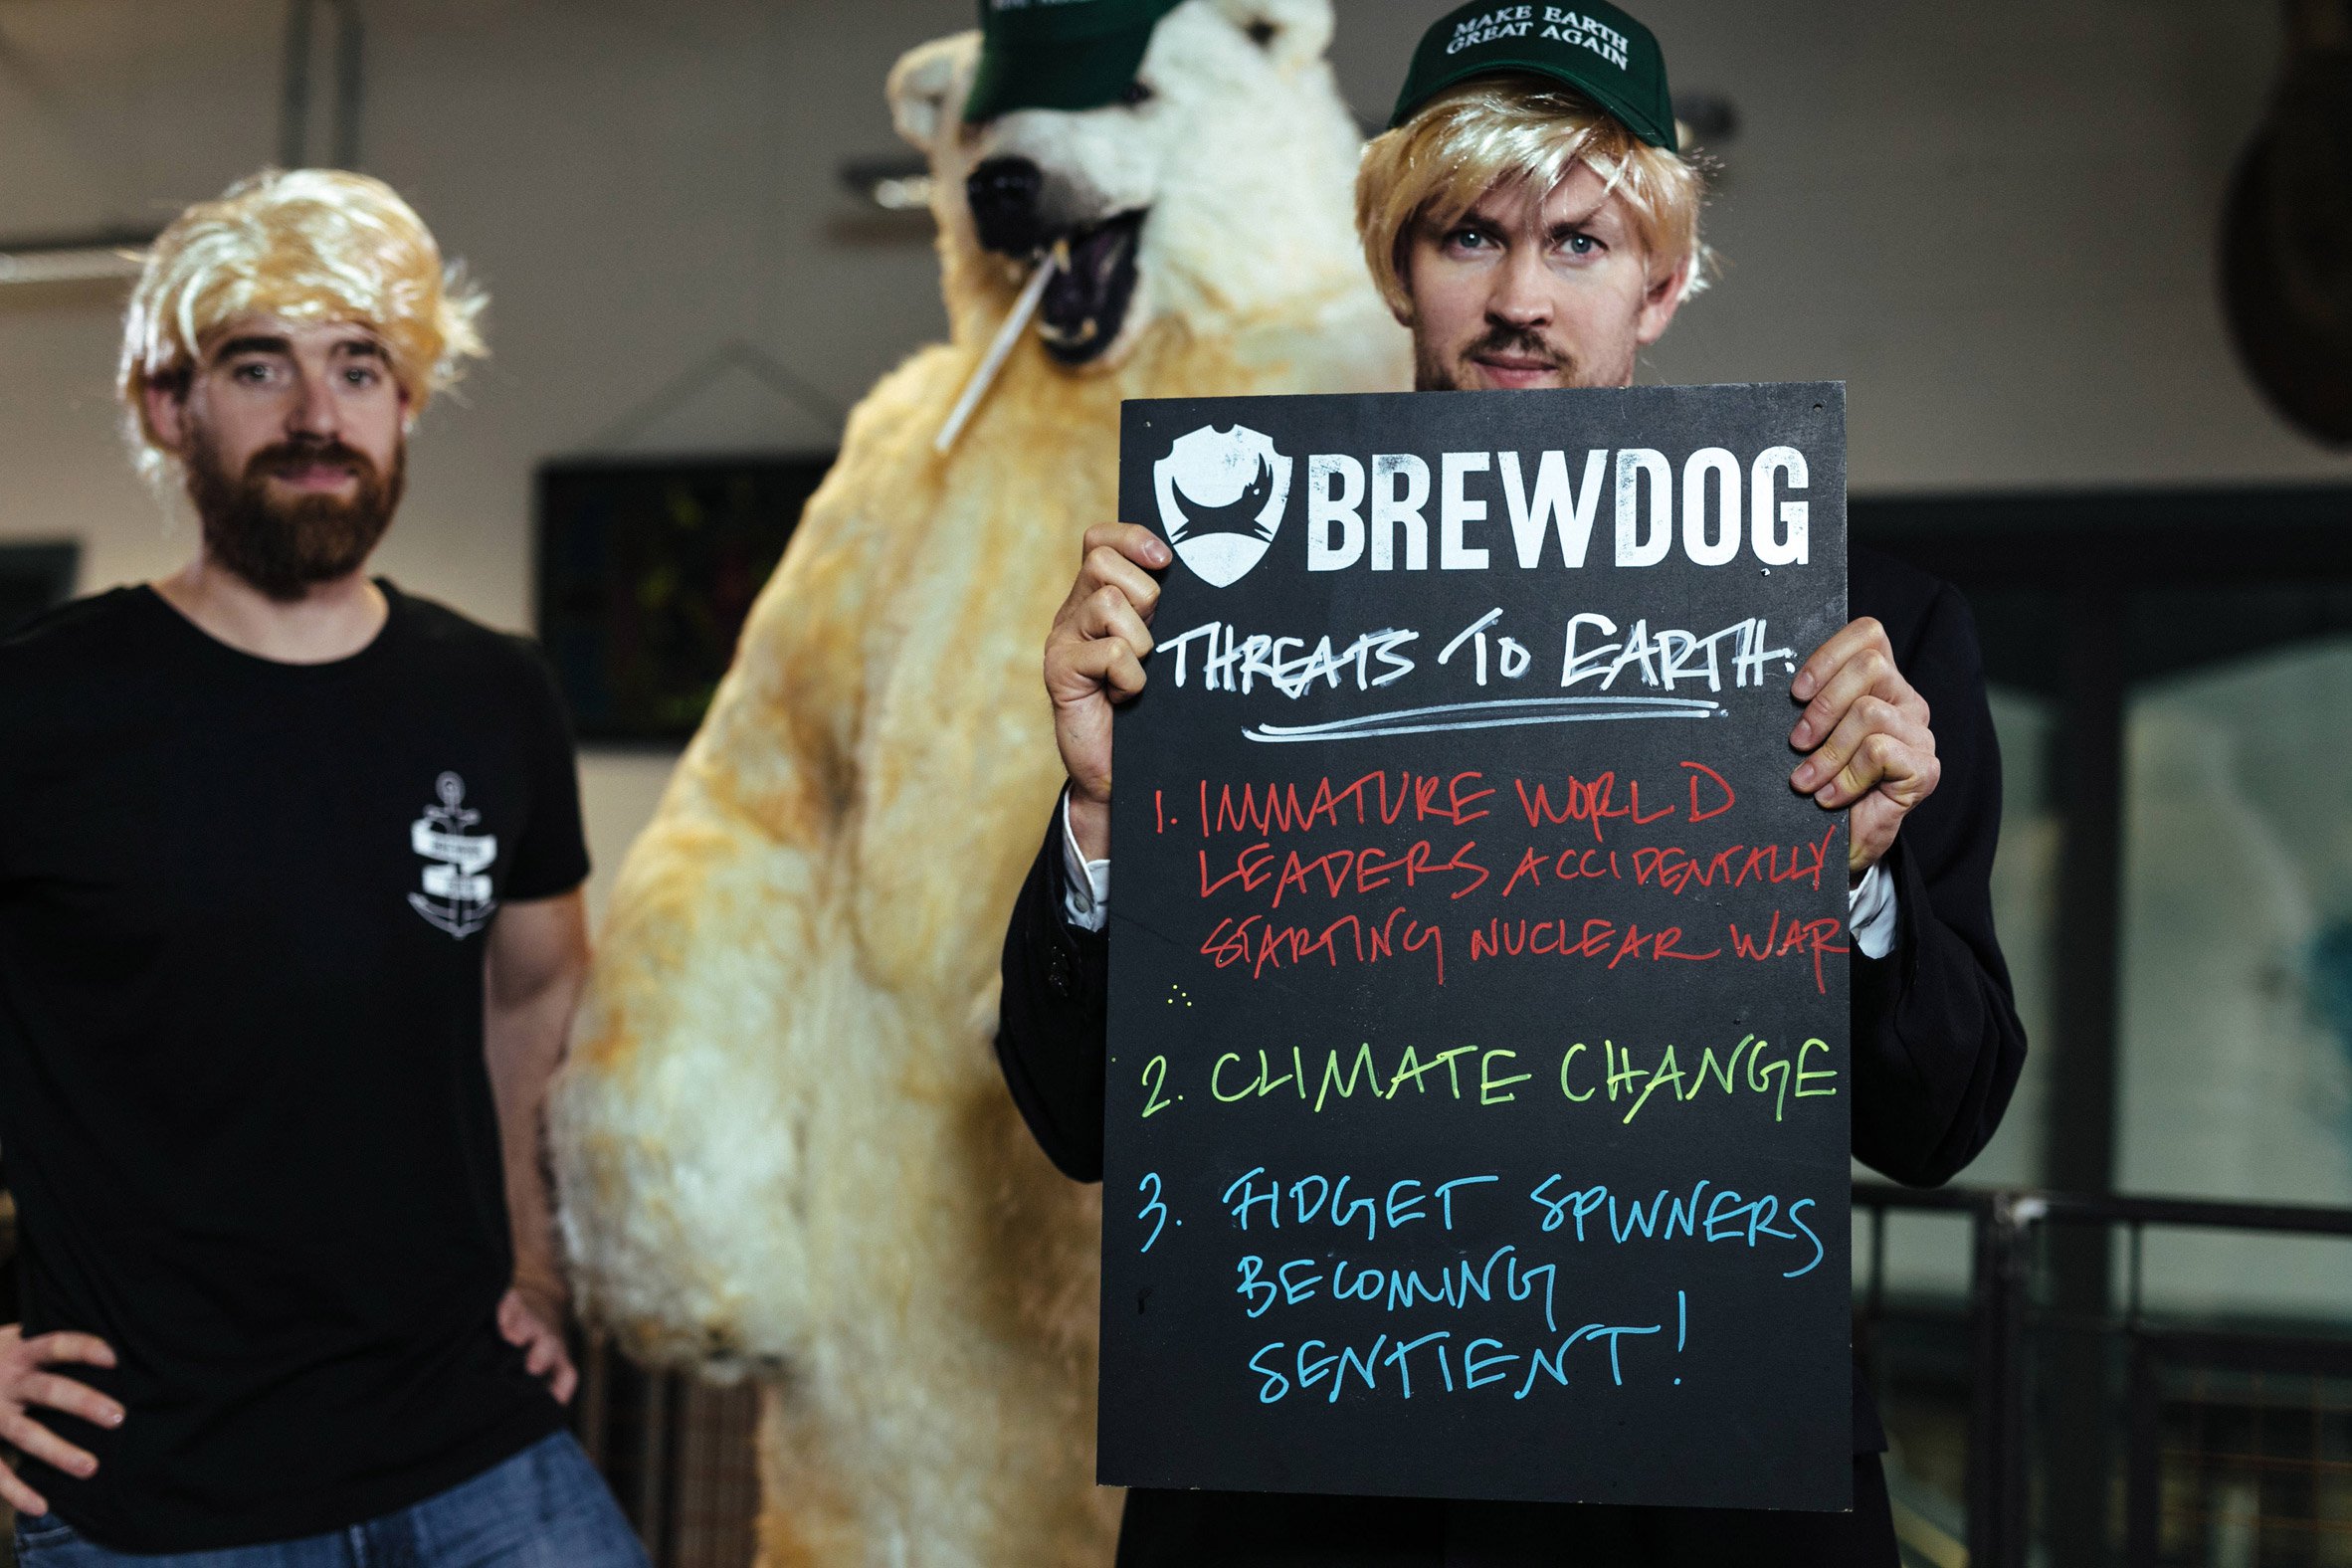 MAKE EARTH
GREAT AGAIN
BREWDOG
THREATS TO EARTH:
1. IMMATURE WORLD
LEADERS ACCIDENTALLY
STARTING NUCLEAR WAR
2. CLIMATE CHANGE
3. FIDGET SPINNERS
BECOMING
SENTIENT!